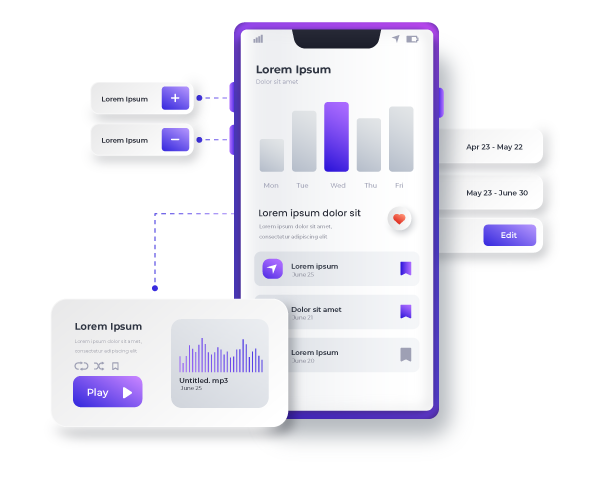 Lorem Ipsum
Dolor sit amet
Mon Tue Wed Thu Fri
Lorem ipsum dolor sit
Lorem ipsum dolor sit amet,
consectetur adipiscing elit
Lorem ipsum
June 25
Dolor sit amet
June 21
Lorem Ipsum
June 20
Lorem Ipsum
Lorem Ipsum
Apr 23 - May 22
May 23 - June 30
Edit
Lorem Ipsum
Lorem ipsum dolor sit amet,
consectetur adipiscing elit.
Play
Untitled. mp3
June 25